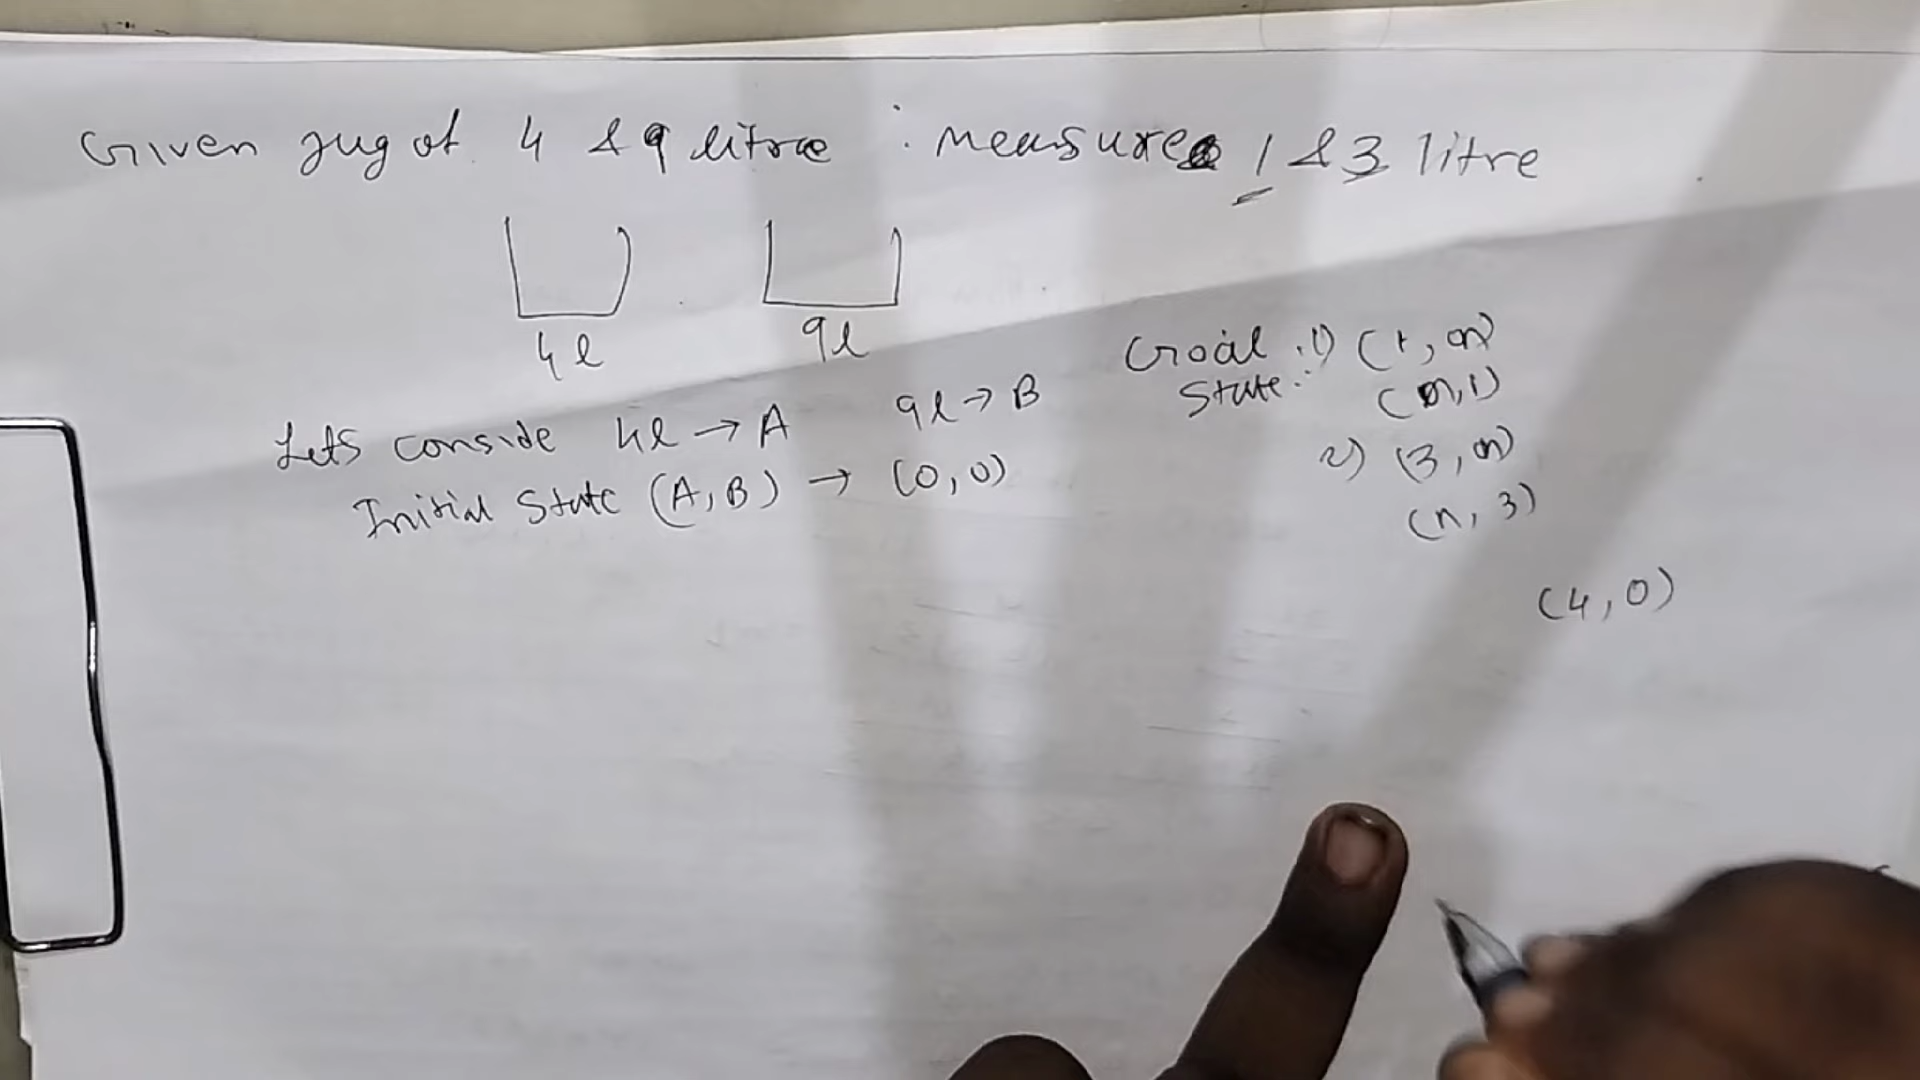 Given jug of 4 & 9 litre : measure 1 & 3 litre
4l 9l
Goal State : 1) (1, n)
(n, 1)
2) (3, n)
(n, 3)
Lets conside 4l → A 9l → B
Initial State (A, B) → (0, 0)
(4, 0)